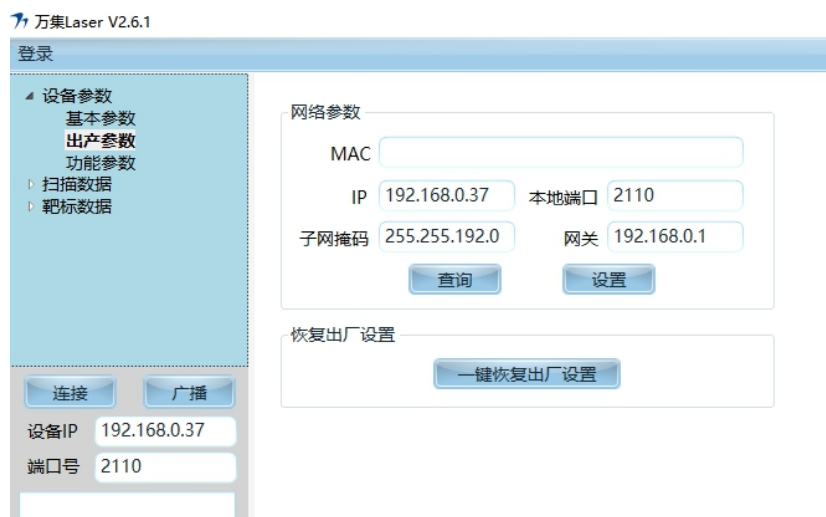 万集Laser V2.6.1
登录
设备参数
基本参数
出产参数
功能参数
扫描数据
靶标数据
连接 广播
设备IP 192.168.0.37
端口号 2110
网络参数
MAC
IP 192.168.0.37 本地端口 2110
子网掩码 255.255.192.0 网关 192.168.0.1
查询 设置
恢复出厂设置
一键恢复出厂设置